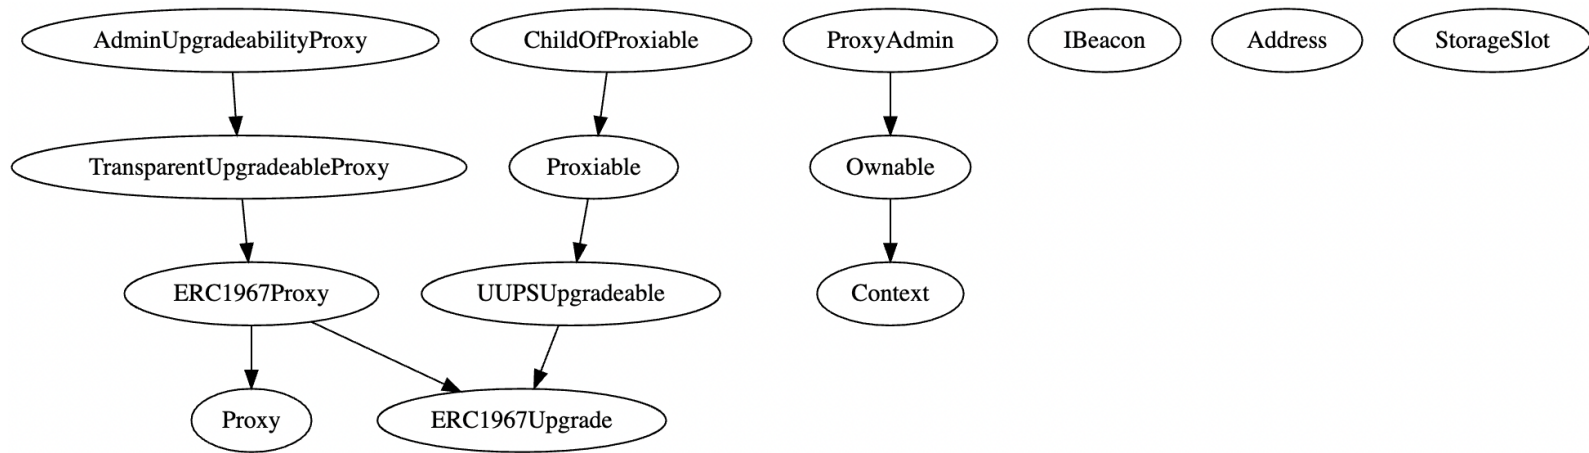 AdminUpgradeabilityProxy
ChildOfProxiable
ProxyAdmin
IBeacon
Address
StorageSlot
TransparentUpgradeableProxy
Proxiable
Ownable
ERC1967Proxy
UUPSUpgradeable
Context
Proxy
ERC1967Upgrade